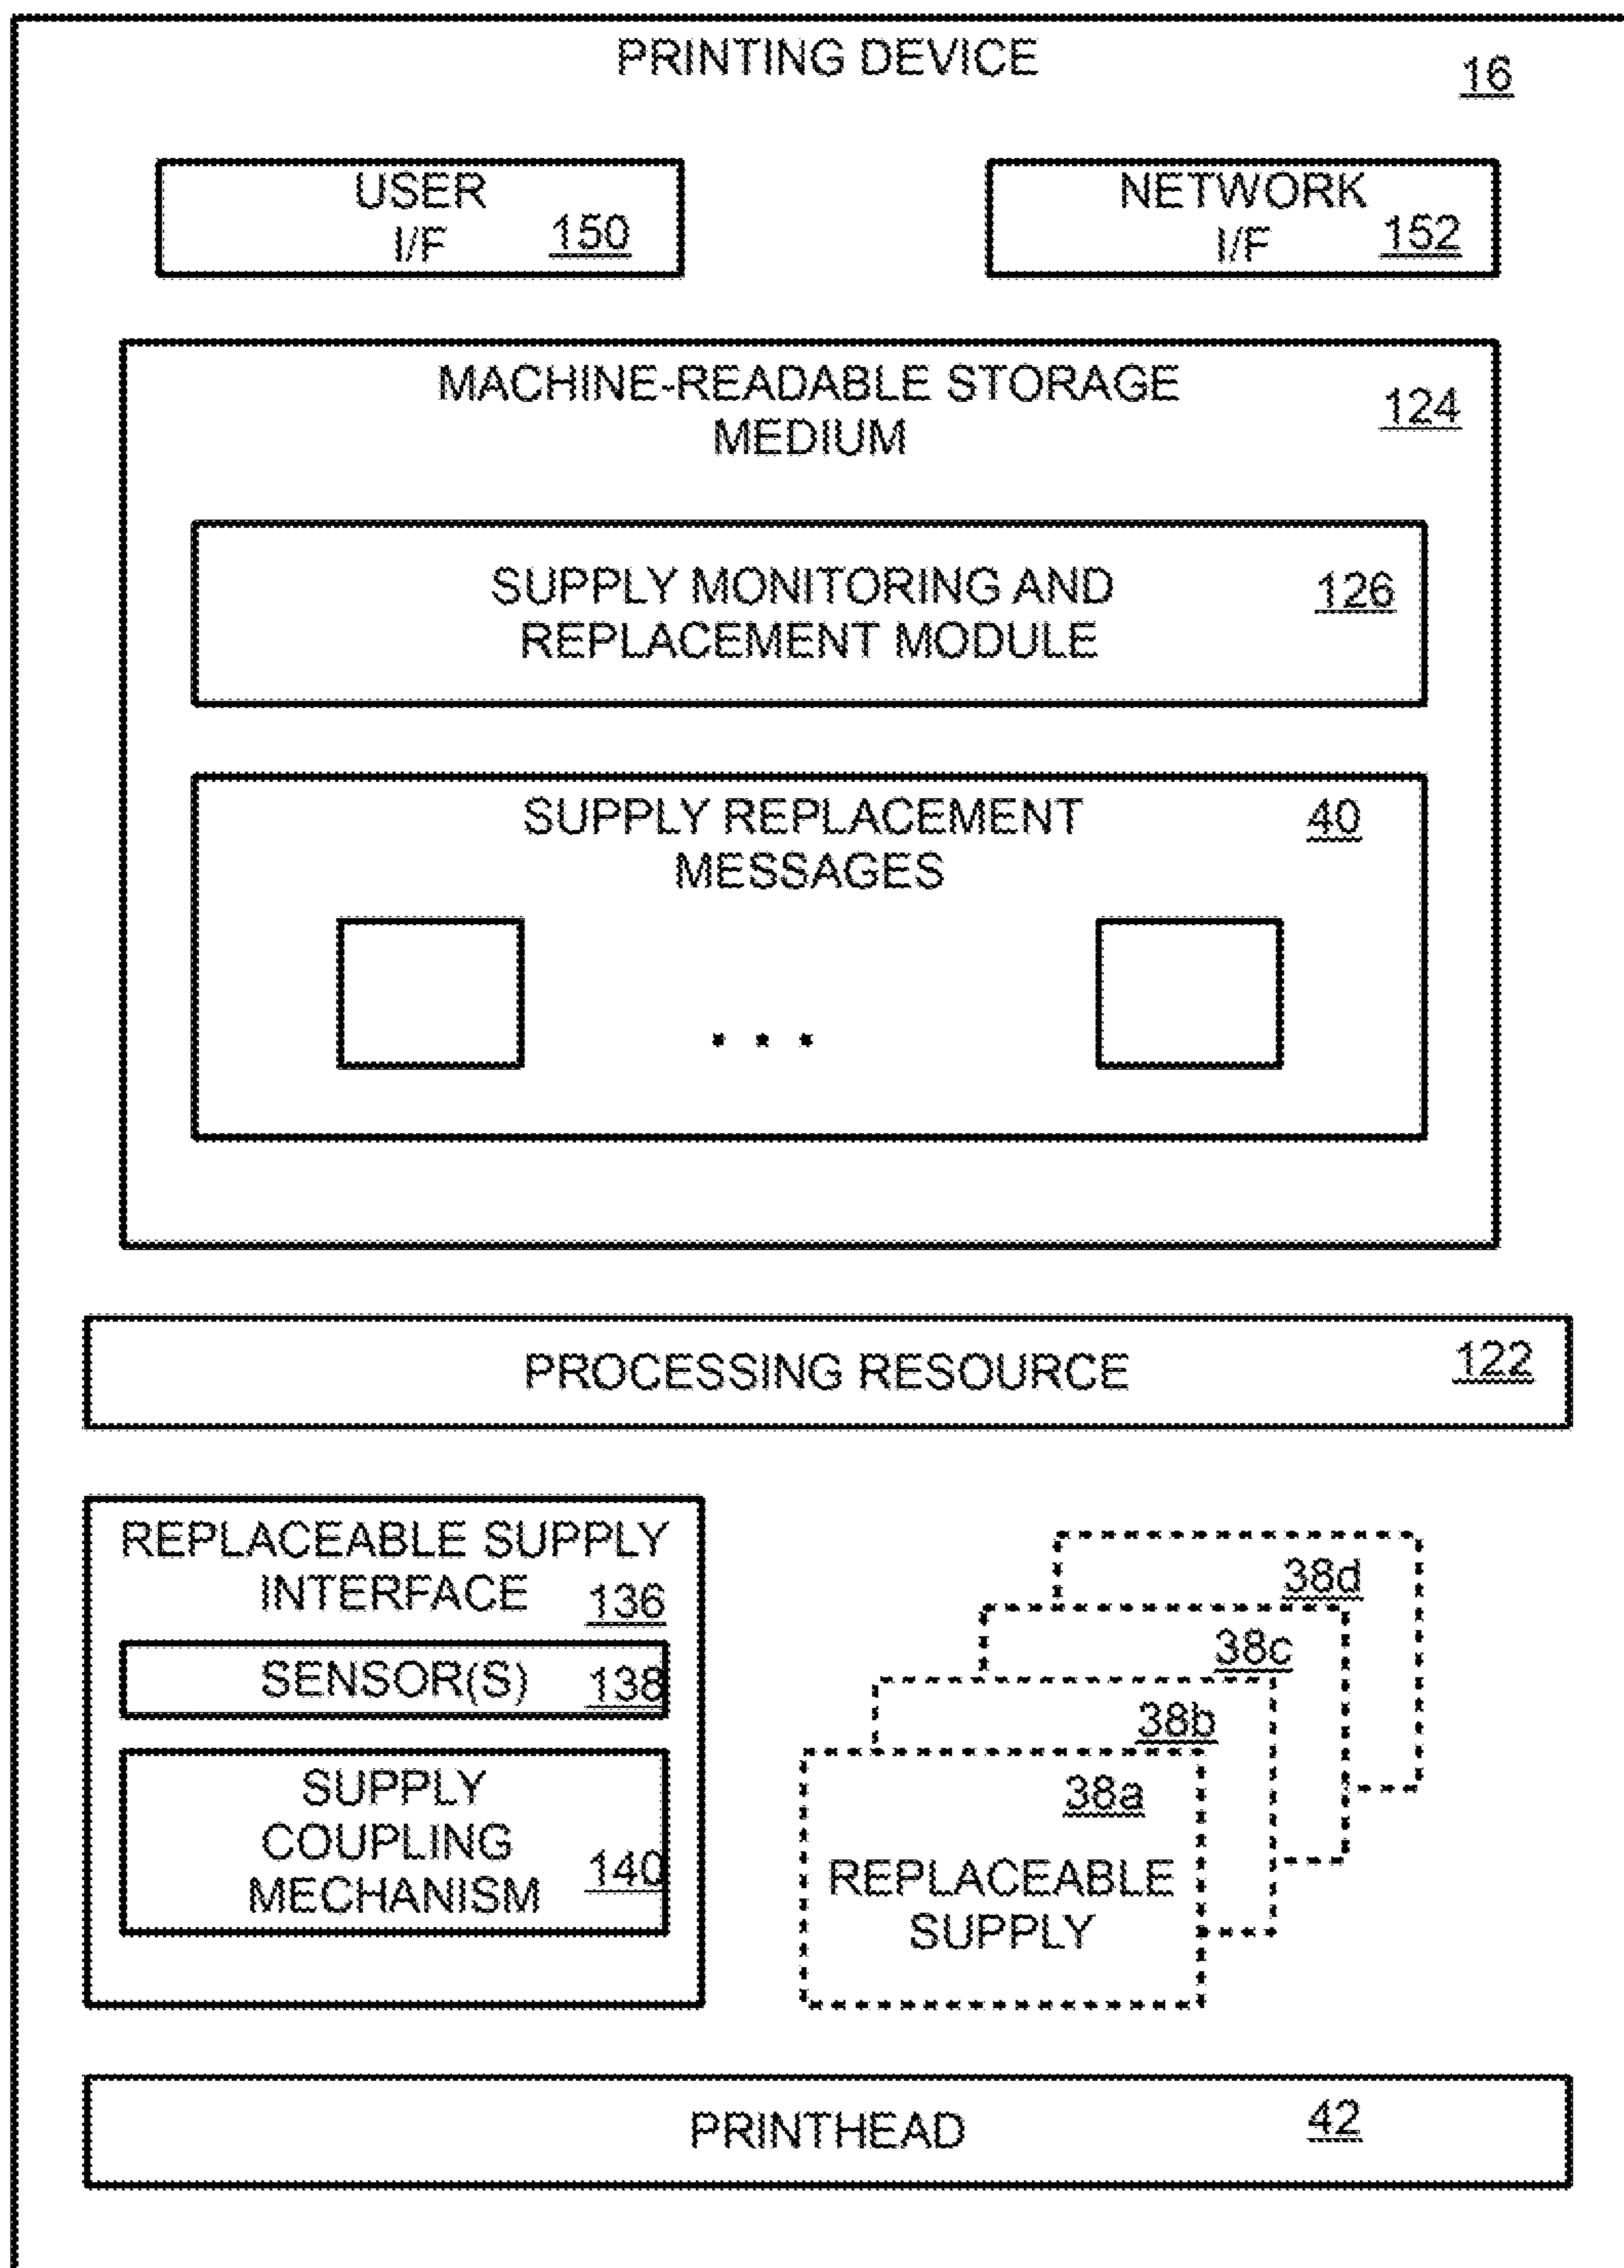 PRINTING DEVICE
16
USER
I/F 150
NETWORK
I/F 152
MACHINE-READABLE STORAGE
MEDIUM
124
SUPPLY MONITORING AND
REPLACEMENT MODULE
126
SUPPLY REPLACEMENT
MESSAGES
40
. . .
PROCESSING RESOURCE 122
REPLACEABLE SUPPLY
INTERFACE 136
SENSOR(S) 138
SUPPLY
COUPLING
MECHANISM
140
38d
38c
38b
38a
REPLACEABLE
SUPPLY
PRINTHEAD 42